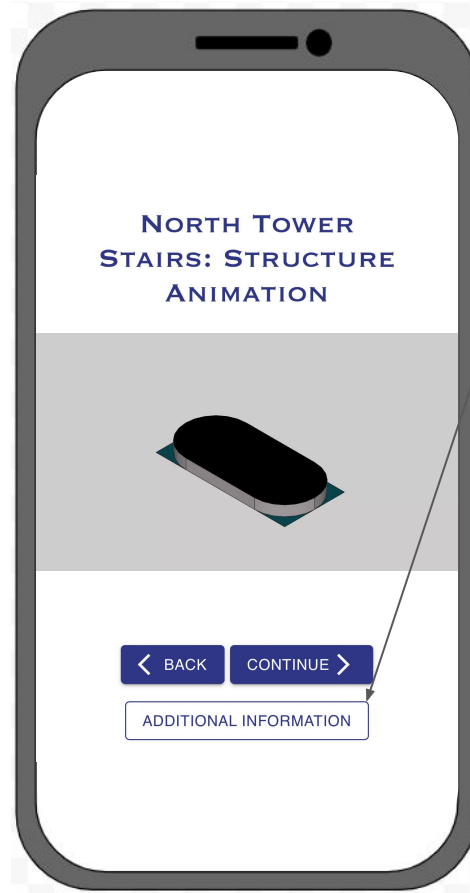 North Tower
Stairs: Structure
Animation
BACK
CONTINUE
ADDITIONAL INFORMATION